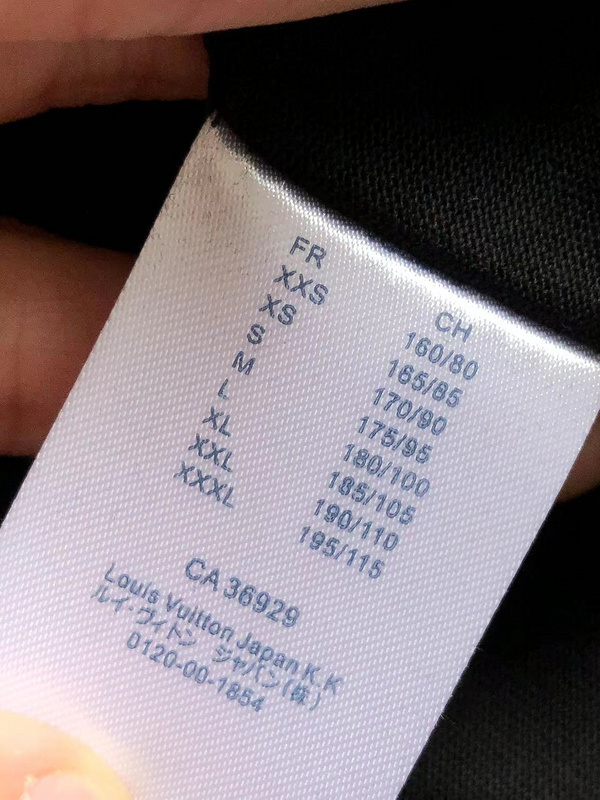 FR CH
XXS 160/80
XS 165/85
S 170/90
M 175/95
L 180/100
XL 185/105
XXL 190/110
XXXL 195/115
CA 36929
Louis Vuitton Japan K.K
ルイ・ヴィトン ジャパン(株)
0120-00-1854